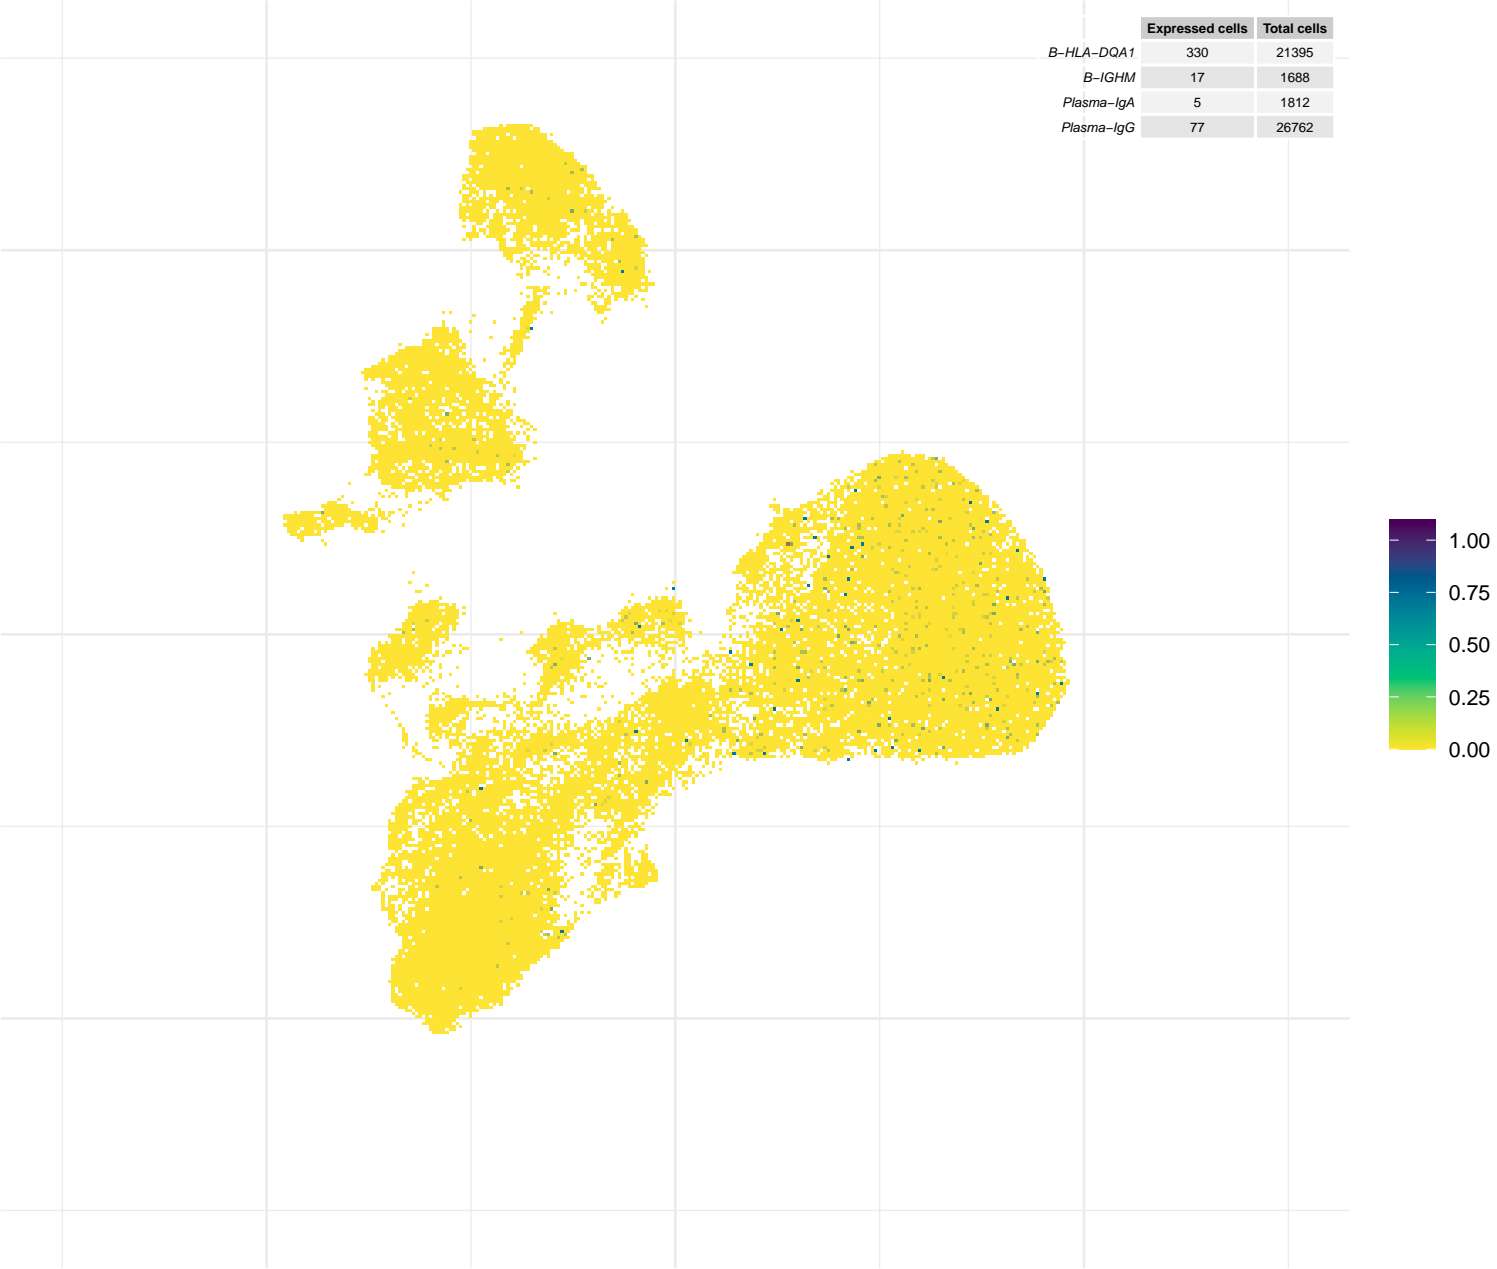 Expressed cells Total cells
B−HLA−DQA1 330 21395
B−IGHM 17 1688
Plasma−IgA 5 1812
Plasma−IgG 77 26762
1.00
0.75
0.50
0.25
0.00